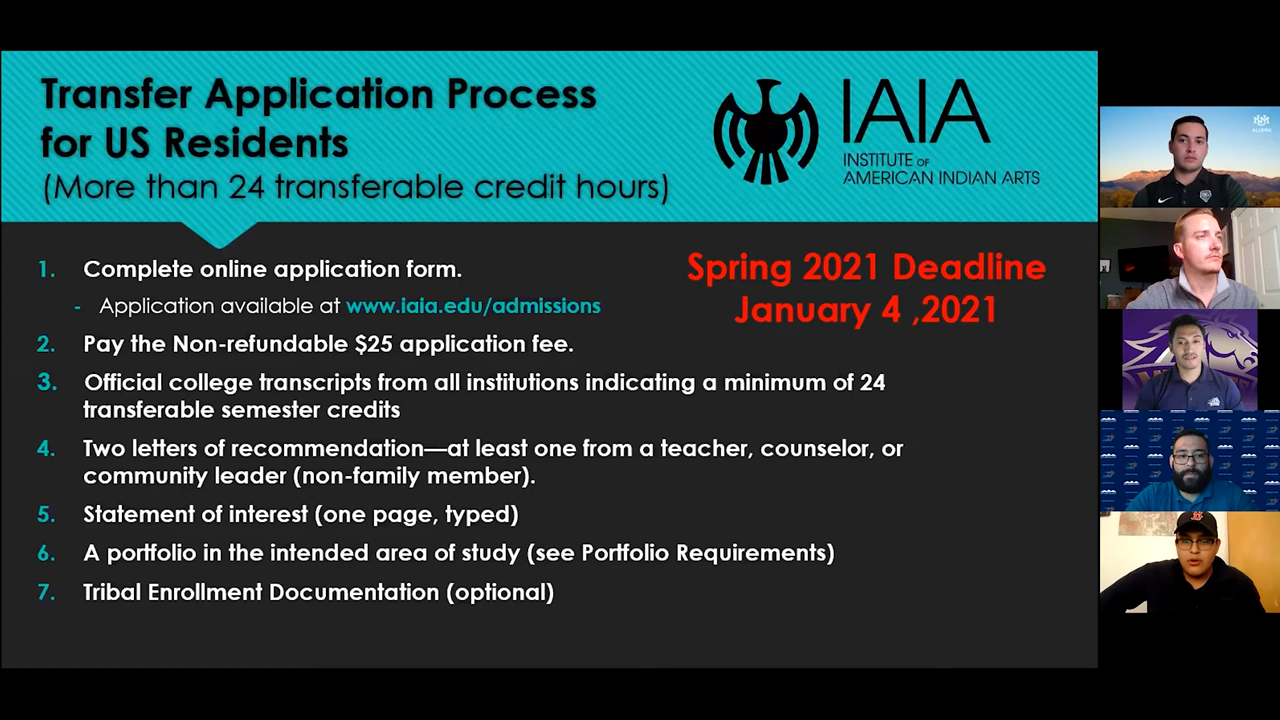 Transfer Application Process
for US Residents
(More than 24 transferable credit hours)
IAIA
INSTITUTE OF
AMERICAN INDIAN ARTS
Spring 2021 Deadline
January 4 ,2021
1. Complete online application form.
- Application available at www.iaia.edu/admissions
2. Pay the Non-refundable $25 application fee.
3. Official college transcripts from all institutions indicating a minimum of 24
transferable semester credits
4. Two letters of recommendation—at least one from a teacher, counselor, or
community leader (non-family member).
5. Statement of interest (one page, typed)
6. A portfolio in the intended area of study (see Portfolio Requirements)
7. Tribal Enrollment Documentation (optional)
ALUMNI